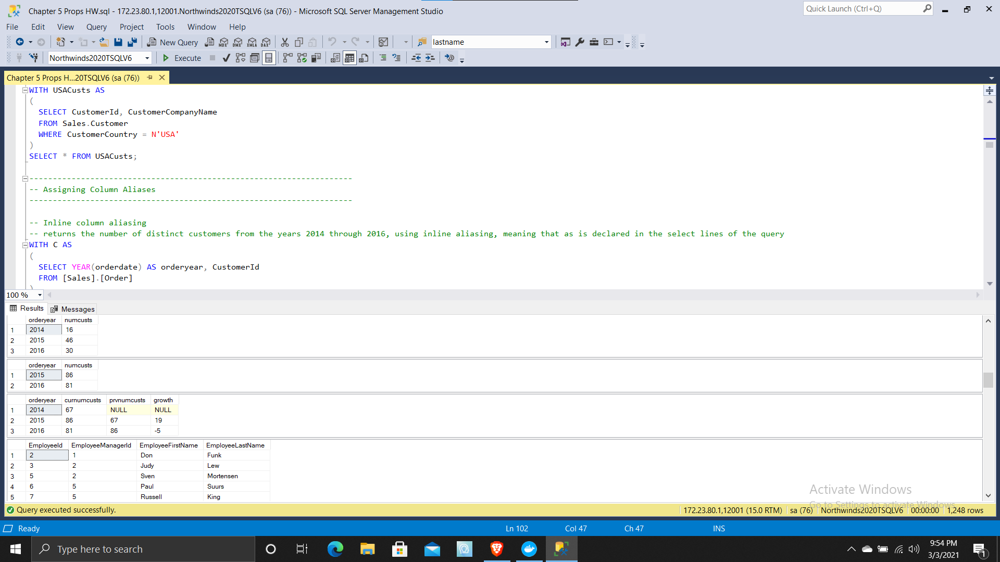 Chapter 5 Props HW.sql - 172.23.80.1,12001.Northwinds2020TSQLV6 (sa (76)) - Microsoft SQL Server Management Studio
Quick Launch (Ctrl+Q)
File Edit View Query Project Tools Window Help
New Query MDX DMX XMLA DAX lastname
Northwinds2020TSQLV6 Execute
Chapter 5 Props H...20TSQLV6 (sa (76))
WITH USACusts AS
(
SELECT CustomerId, CustomerCompanyName
FROM Sales.Customer
WHERE CustomerCountry = N'USA'
)
SELECT * FROM USACusts;
---------------------------------------------------------------------
-- Assigning Column Aliases
---------------------------------------------------------------------
-- Inline column aliasing
-- returns the number of distinct customers from the years 2014 through 2016, using inline aliasing, meaning that as is declared in the select lines of the query
WITH C AS
(
SELECT YEAR(orderdate) AS orderyear, CustomerId
FROM [Sales].[Order]
)
100 %
Results Messages
orderyear numcusts
1 2014 16
2 2015 46
3 2016 30
orderyear numcusts
1 2015 86
2 2016 81
orderyear curnumcusts prvnumcusts growth
1 2014 67 NULL NULL
2 2015 86 67 19
3 2016 81 86 -5
EmployeeId EmployeeManagerId EmployeeFirstName EmployeeLastName
1 2 1 Don Funk
2 3 2 Judy Lew
3 5 2 Sven Mortensen
4 6 5 Paul Suurs
5 7 5 Russell King
Activate Windows
Go to Settings to activate Windows.
Query executed successfully. 172.23.80.1,12001 (15.0 RTM) sa (76) Northwinds2020TSQLV6 00:00:00 1,248 rows
Ready Ln 102 Col 47 Ch 47 INS
Type here to search
9:54 PM
3/3/2021
1